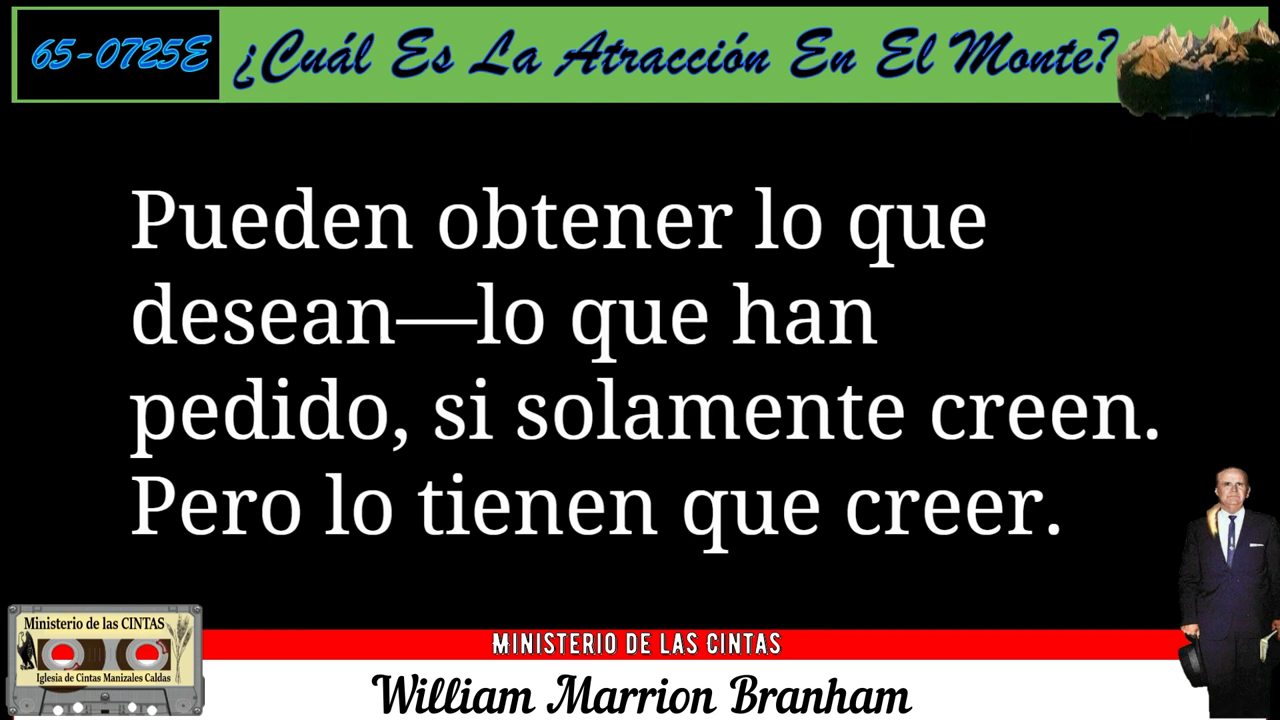 65-0725E ¿Cuál Es La Atracción En El Monte?
Pueden obtener lo que
desean—lo que han
pedido, si solamente creen.
Pero lo tienen que creer.
Ministerio de las CINTAS
Iglesia de Cintas Manizales Caldas
MINISTERIO DE LAS CINTAS
William Marrion Branham